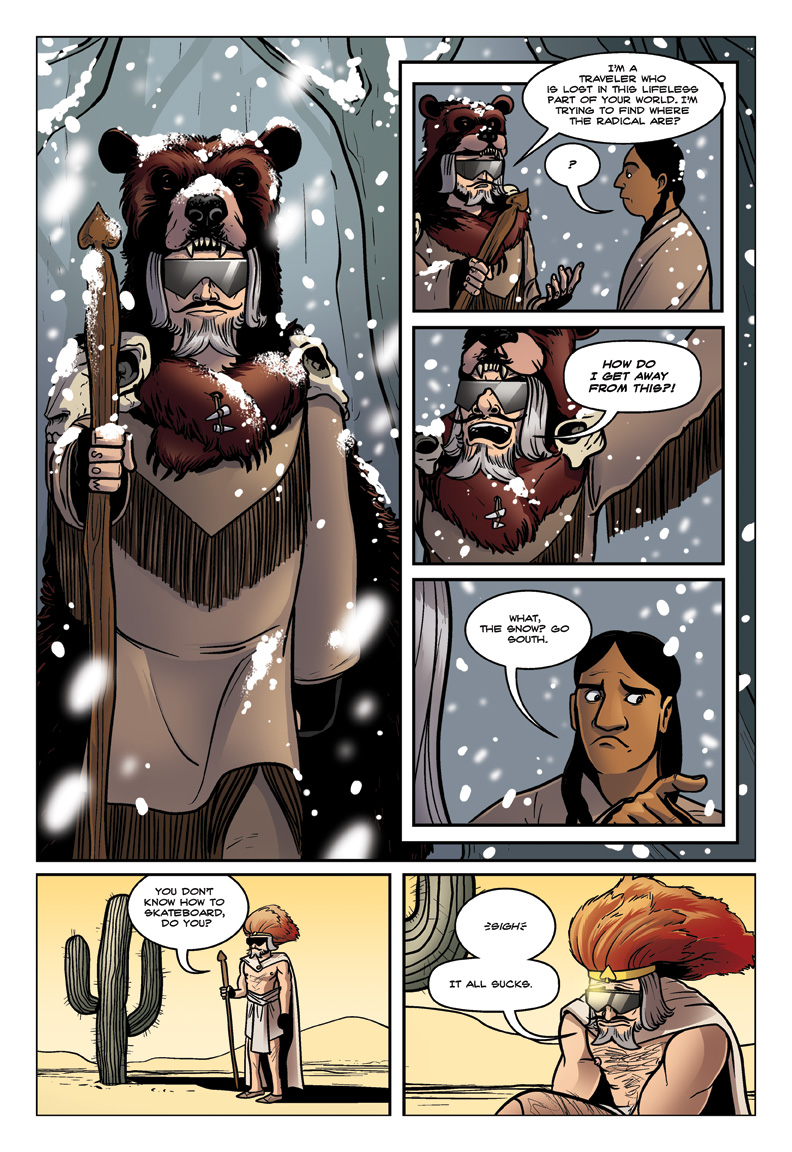 I'M A
TRAVELER WHO
IS LOST IN THIS LIFELESS
PART OF YOUR WORLD. I'M
TRYING TO FIND WHERE
THE RADICAL ARE?
?
HOW DO
I GET AWAY
FROM THIS?!
WHAT,
THE SNOW? GO
SOUTH.
YOU DON'T
KNOW HOW TO
SKATEBOARD,
DO YOU?
SIGH
IT ALL SUCKS.